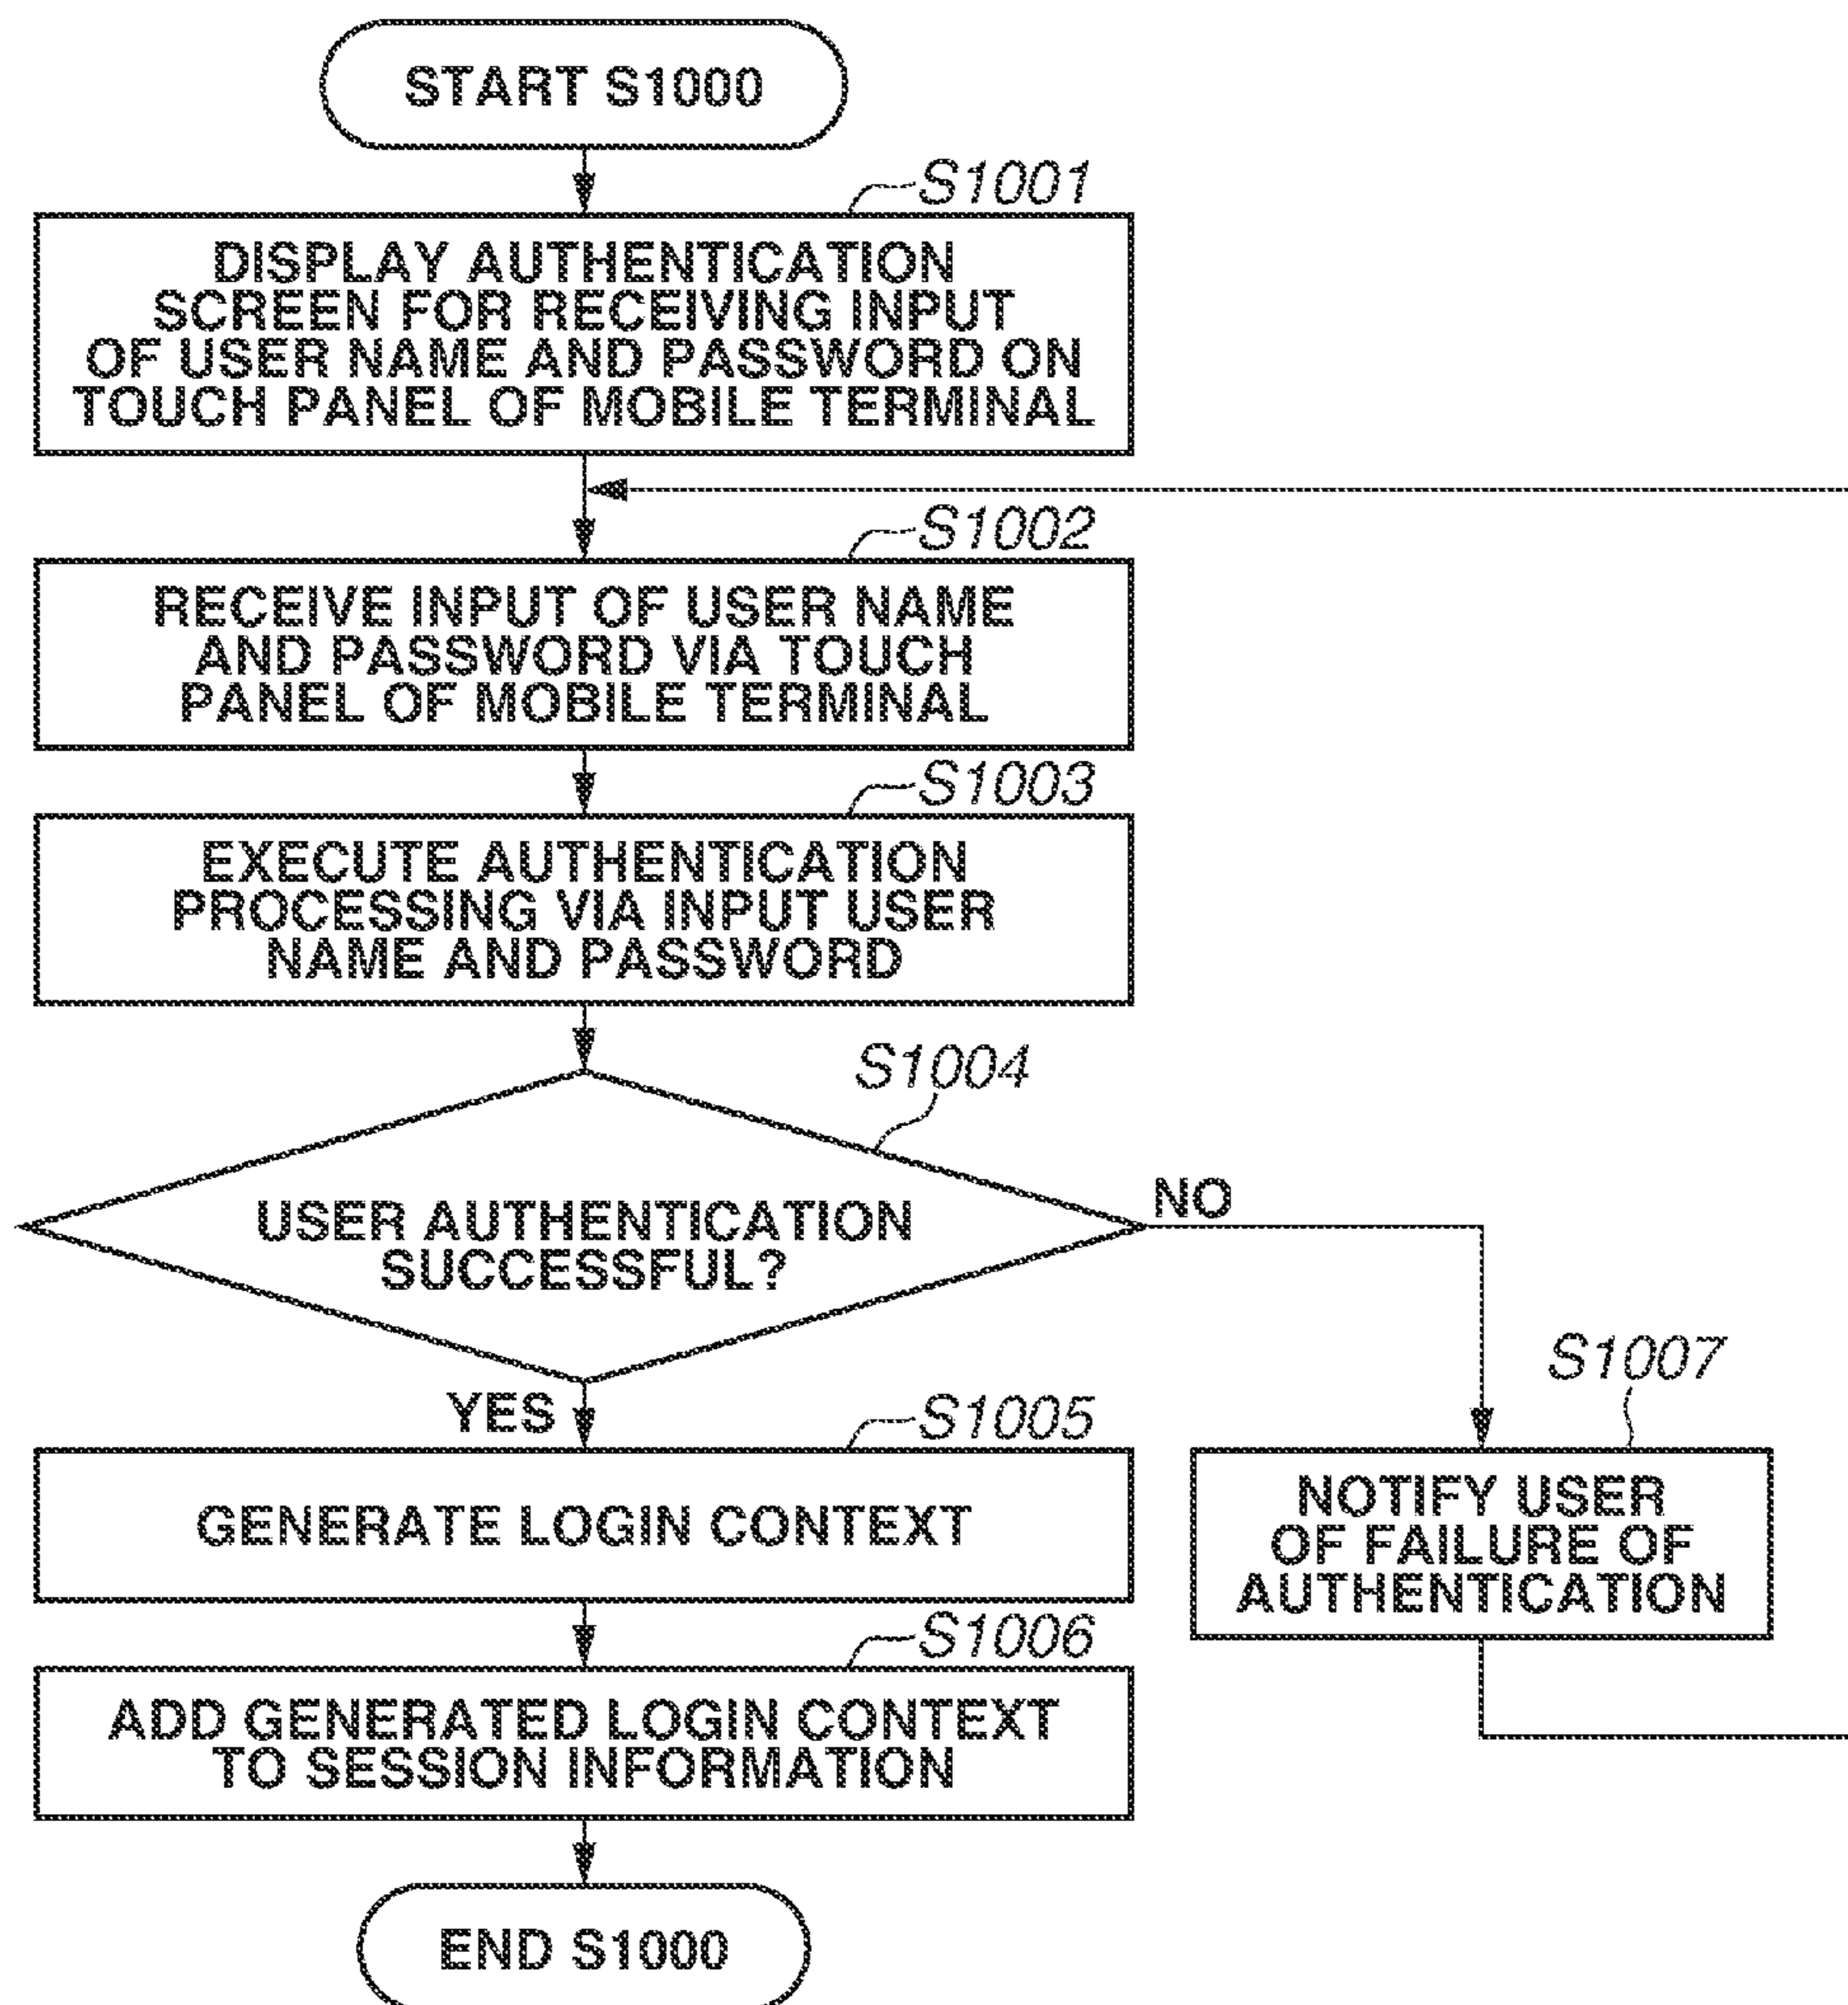 START S1000
S1001
DISPLAY AUTHENTICATION
SCREEN FOR RECEIVING INPUT
OF USER NAME AND PASSWORD ON
TOUCH PANEL OF MOBILE TERMINAL
S1002
RECEIVE INPUT OF USER NAME
AND PASSWORD VIA TOUCH
PANEL OF MOBILE TERMINAL
S1003
EXECUTE AUTHENTICATION
PROCESSING VIA INPUT USER
NAME AND PASSWORD
S1004
USER AUTHENTICATION
SUCCESSFUL?
NO
YES
S1005
GENERATE LOGIN CONTEXT
S1007
NOTIFY USER
OF FAILURE OF
AUTHENTICATION
S1006
ADD GENERATED LOGIN CONTEXT
TO SESSION INFORMATION
END S1000